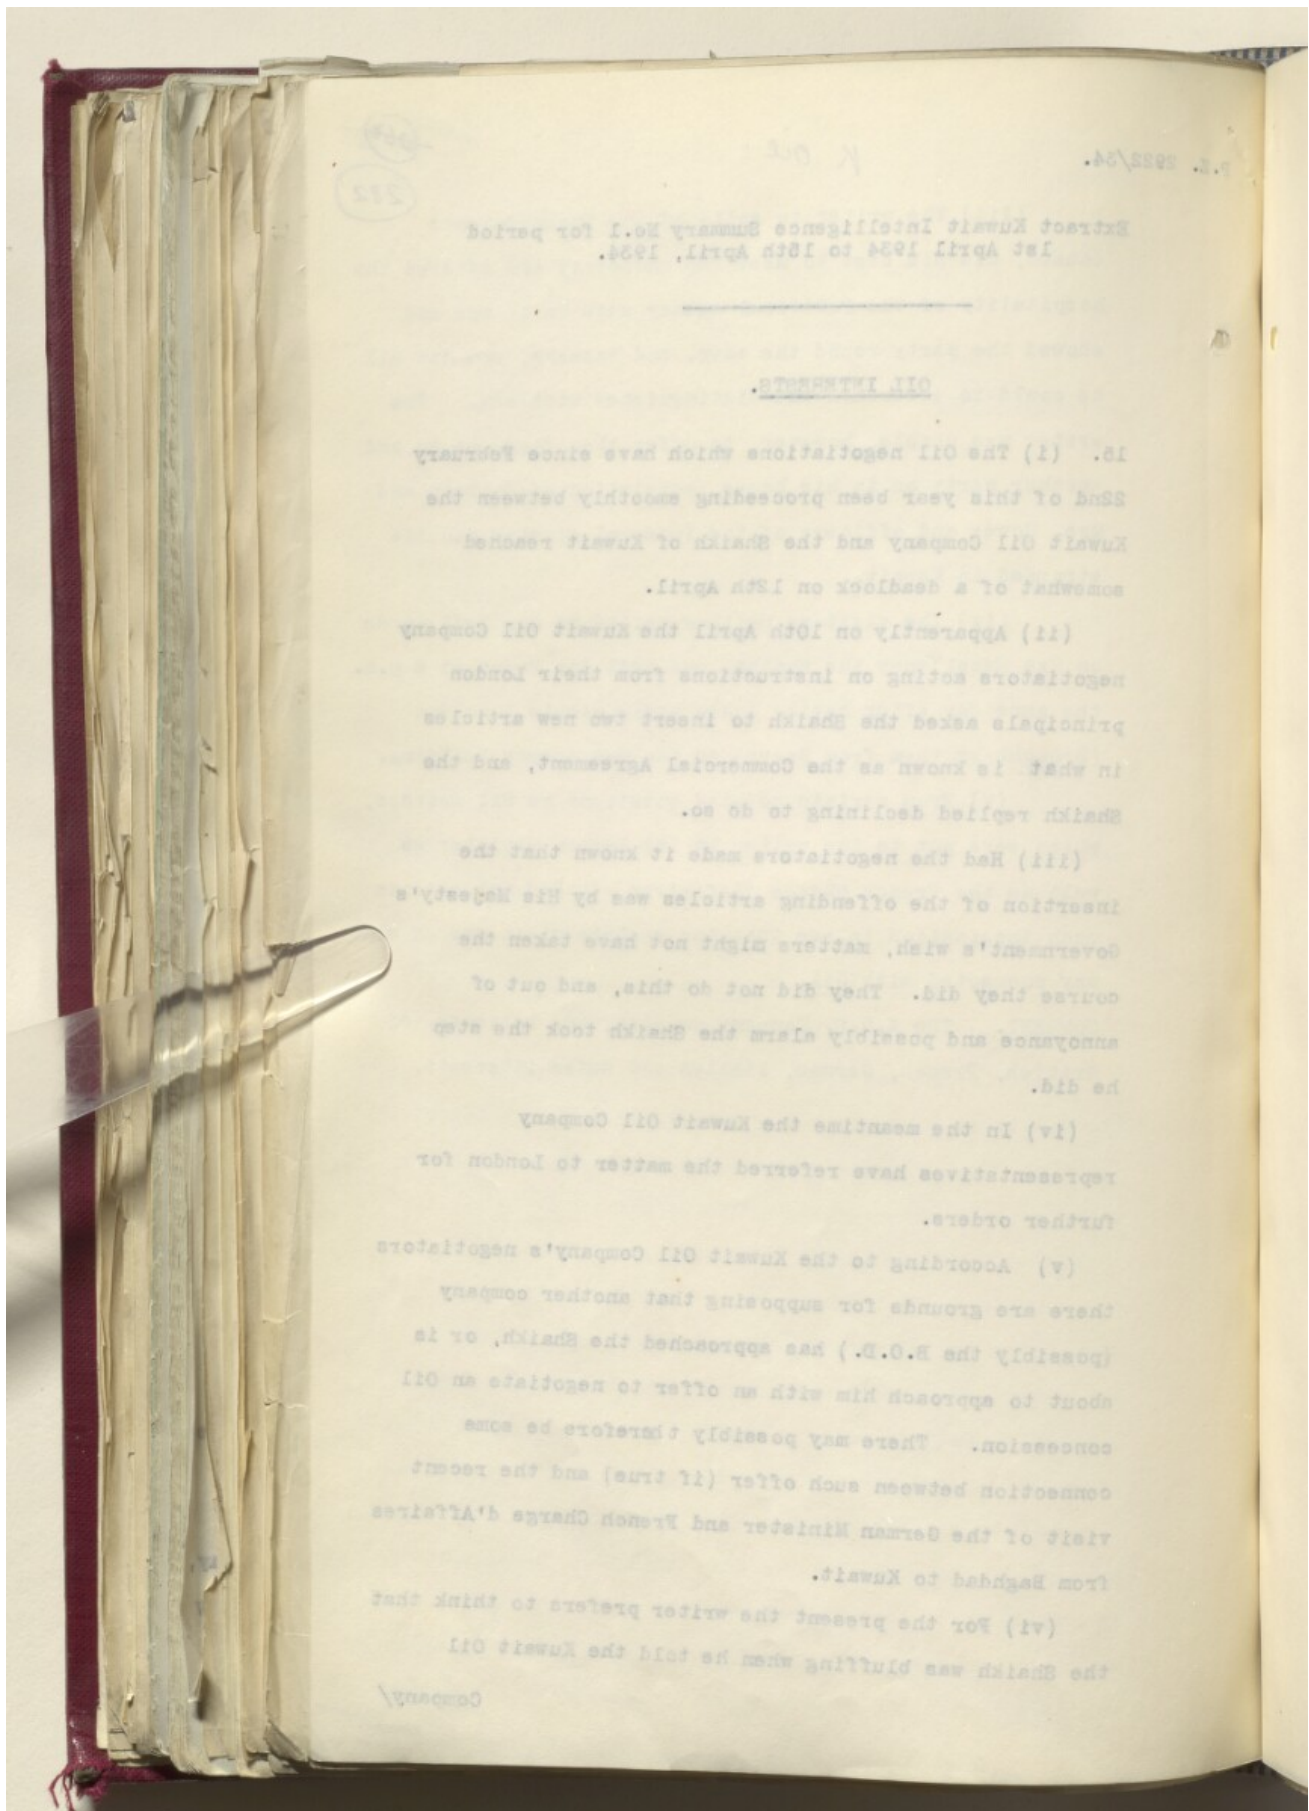 K Oil
282
P.Z. 2922/34.
Extract Kuwait Intelligence Summary No.1 for period
1st April 1934 to 15th April, 1934.
OIL INTERESTS.
15. (i) The Oil negotiations which have since February
22nd of this year been proceeding smoothly between the
Kuwait Oil Company and the Shaikh of Kuwait reached
somewhat of a deadlock on 12th April.
(ii) Apparently on 10th April the Kuwait Oil Company
negotiators acting on instructions from their London
principals asked the Shaikh to insert two new articles
in what is known as the Commercial Agreement, and the
Shaikh replied declining to do so.
(iii) Had the negotiators made it known that the
insertion of the offending articles was by His Majesty's
Government's wish, matters might not have taken the
course they did. They did not do this, and out of
annoyance and possibly alarm the Shaikh took the step
he did.
(iv) In the meantime the Kuwait Oil Company
representatives have referred the matter to London for
further orders.
(v) According to the Kuwait Oil Company's negotiators
there are grounds for supposing that another company
(possibly the B.O.D.) has approached the Shaikh, or is
about to approach him with an offer to negotiate an Oil
concession. There may possibly therefore be some
connection between such offer (if true) and the recent
visit of the German Minister and French Charge d'Affaires
from Baghdad to Kuwait.
(vi) For the present the writer prefers to think that
the Shaikh was bluffing when he told the Kuwait Oil
Company/